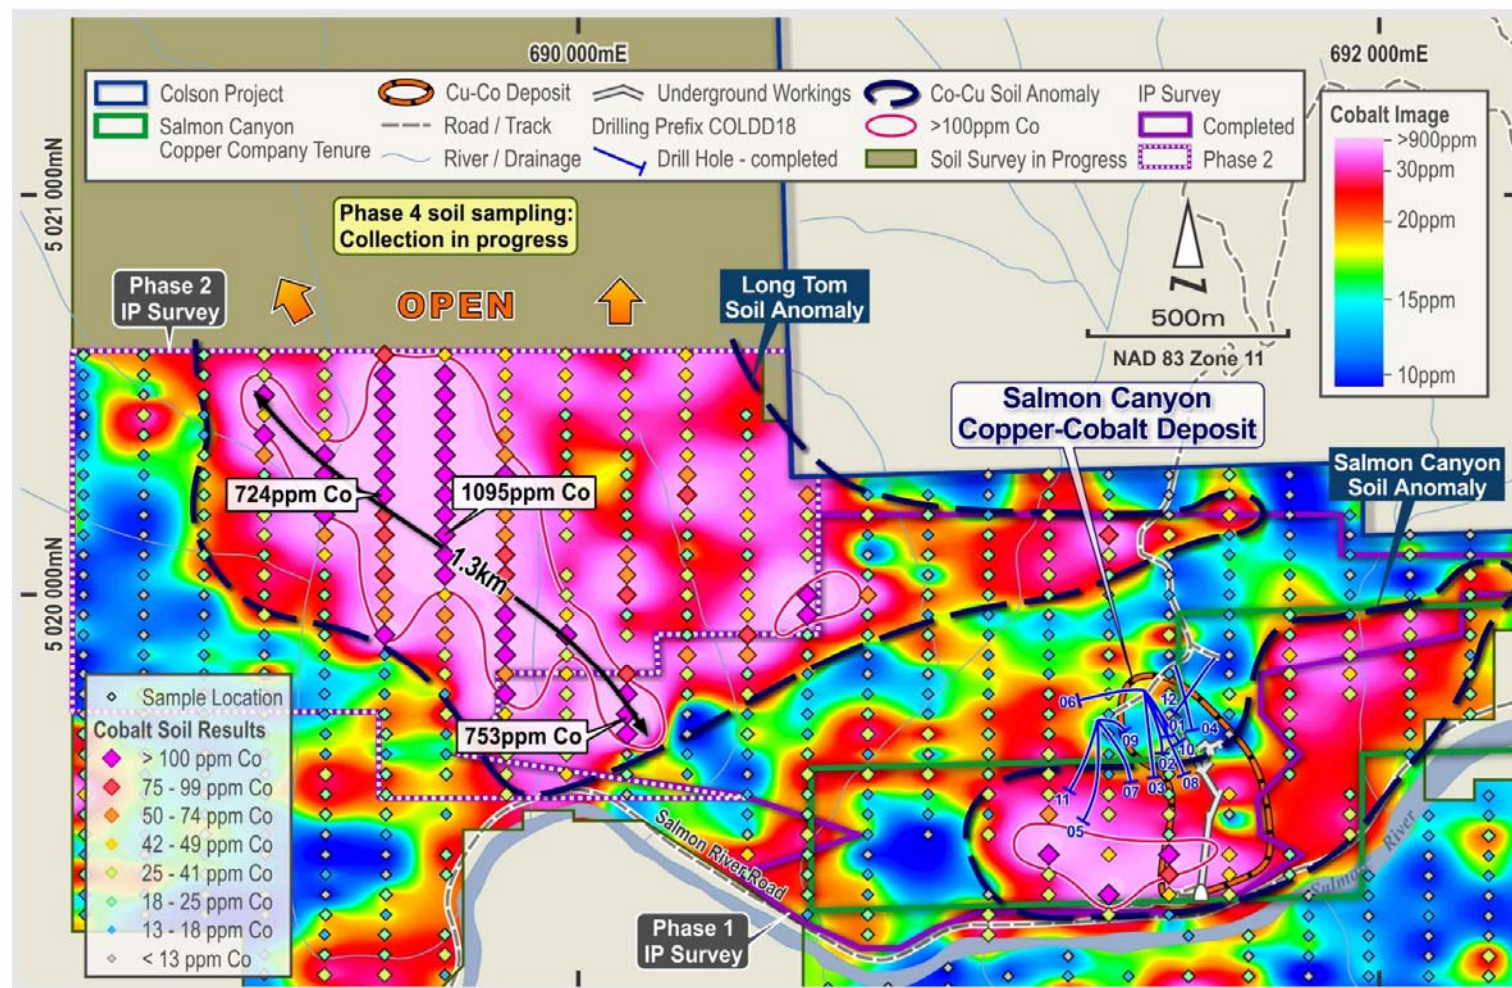 690 000mE
692 000mE
Colson Project
Salmon Canyon
Copper Company Tenure
Cu-Co Deposit
Road / Track
River / Drainage
Underground Workings
Drilling Prefix COLDD18
Drill Hole - completed
Co-Cu Soil Anomaly
>100ppm Co
Soil Survey in Progress
IP Survey
Completed
Phase 2
Cobalt Image
>900ppm
30ppm
20ppm
15ppm
10ppm
5 021 000mN
5 020 000mN
Phase 4 soil sampling:
Collection in progress
Phase 2
IP Survey
OPEN
Long Tom
Soil Anomaly
N
500m
NAD 83 Zone 11
Salmon Canyon
Copper-Cobalt Deposit
Salmon Canyon
Soil Anomaly
724ppm Co
1095ppm Co
1.3km
753ppm Co
06
12
01
04
09
10
02
11
07
03
08
05
Salmon River Road
Salmon River
Phase 1
IP Survey
Sample Location
Cobalt Soil Results
> 100 ppm Co
75 - 99 ppm Co
50 - 74 ppm Co
42 - 49 ppm Co
25 - 41 ppm Co
18 - 25 ppm Co
13 - 18 ppm Co
< 13 ppm Co